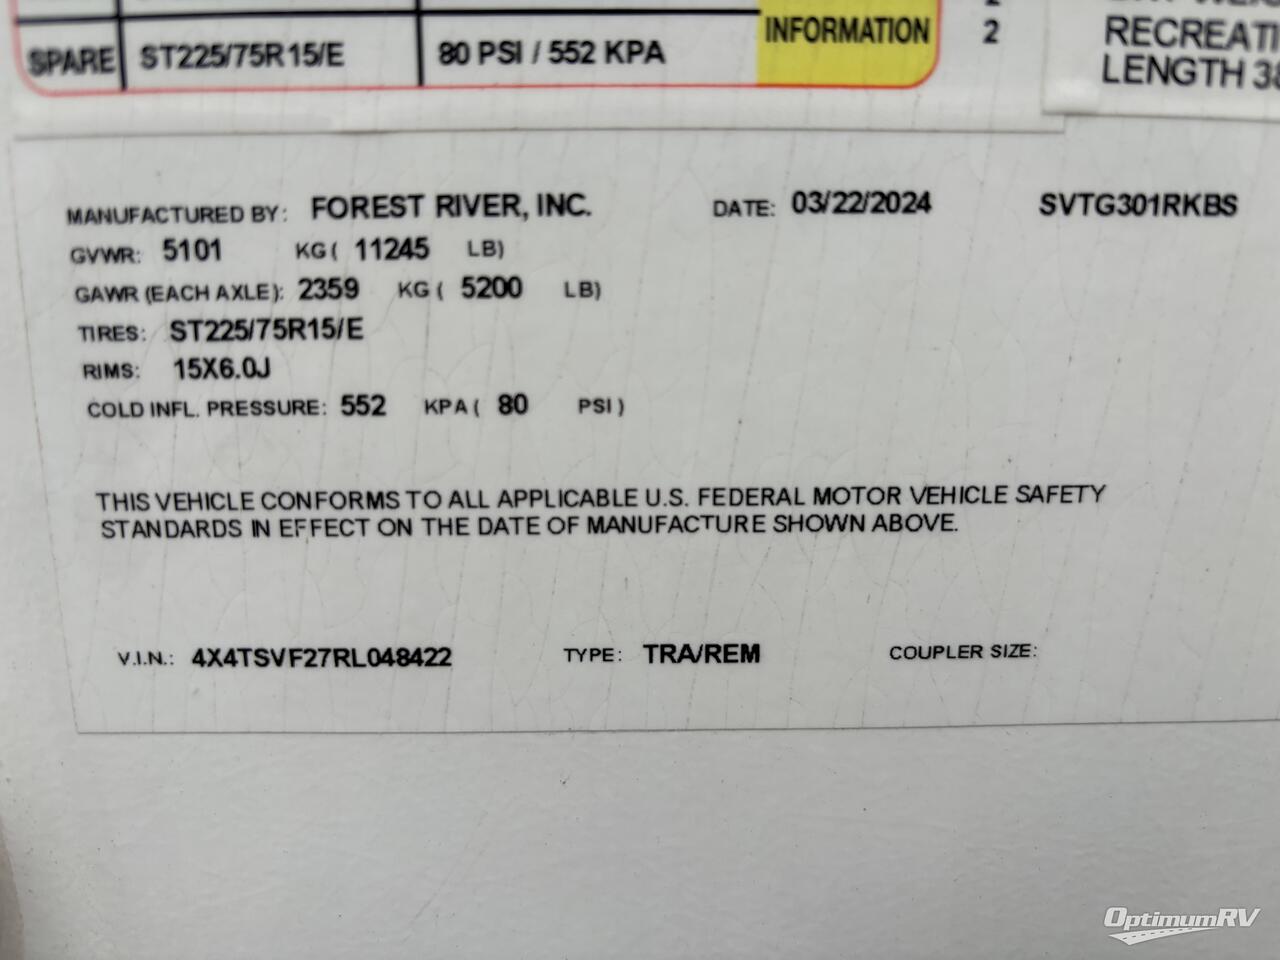 SPARE ST225/75R15/E 80 PSI / 552 KPA INFORMATION 2
RECREATI
LENGTH 38
MANUFACTURED BY: FOREST RIVER, INC. DATE: 03/22/2024 SVTG301RKBS
GVWR: 5101 KG ( 11245 LB)
GAWR (EACH AXLE): 2359 KG ( 5200 LB)
TIRES: ST225/75R15/E
RIMS: 15X6.0J
COLD INFL. PRESSURE: 552 KPA ( 80 PSI )
THIS VEHICLE CONFORMS TO ALL APPLICABLE U.S. FEDERAL MOTOR VEHICLE SAFETY
STANDARDS IN EFFECT ON THE DATE OF MANUFACTURE SHOWN ABOVE.
V.I.N.: 4X4TSVF27RL048422 TYPE: TRA/REM COUPLER SIZE:
OptimumRV